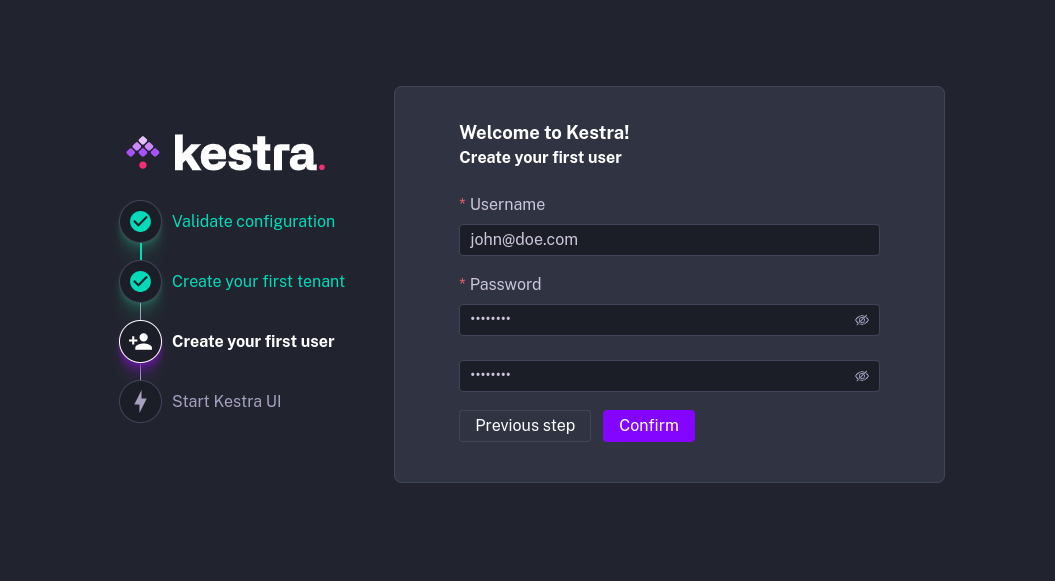 kestra.
Validate configuration
Create your first tenant
Create your first user
Start Kestra UI
Welcome to Kestra!
Create your first user
* Username
john@doe.com
* Password
••••••••
••••••••
Previous step
Confirm